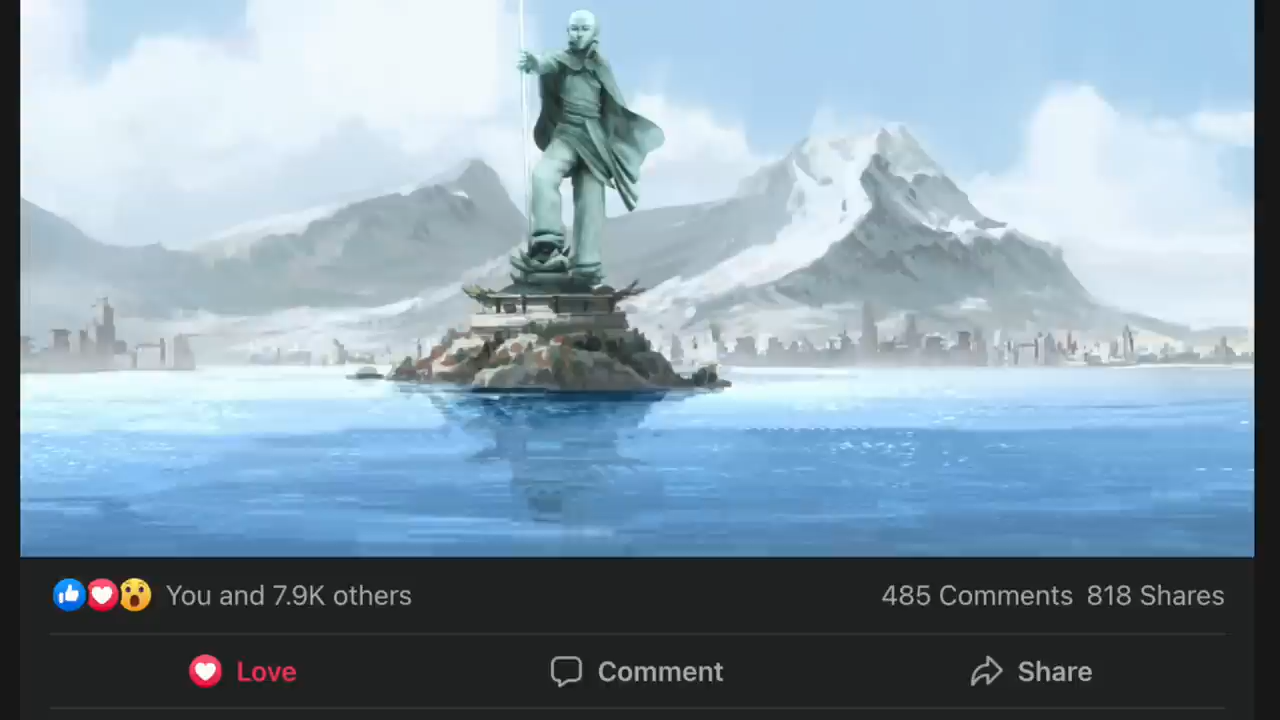 You and 7.9K others
485 Comments 818 Shares
Love
Comment
Share